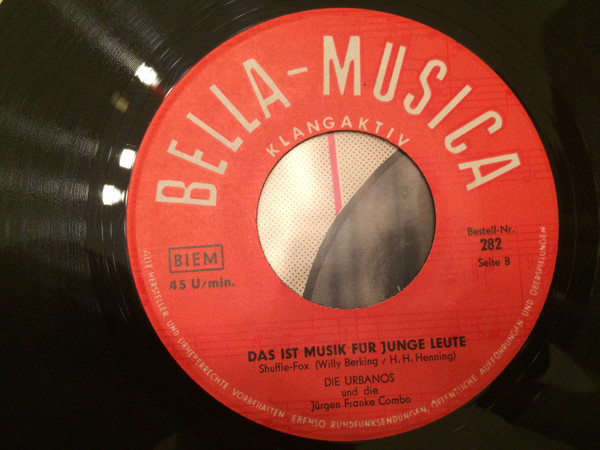 BELLA-MUSICA
KLANGAKTIV
BIEM
45 U/min.
Bestell-Nr.
282
Seite B
DAS IST MUSIK FÜR JUNGE LEUTE
Shuffle-Fox (Willy Berking / H. H. Henning)
DIE URBANOS
und die
Jürgen Franke Combo
ALLE HERSTELLER UND URHEBERRECHTE VORBEHALTEN EBENSO RUNDFUNKSENDUNGEN, ÖFFENTLICHE AUFFÜHRUNGEN UND ÜBERSPIELUNGEN